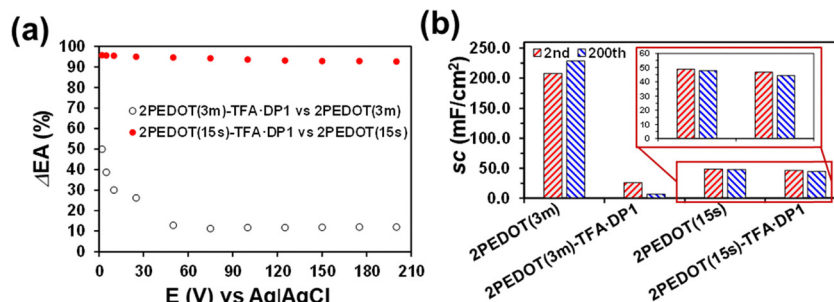 (a)
100
90
80
70
60
50
40
30
20
10
0
ΔEA (%)
2PEDOT(3m)-TFA·DP1 vs 2PEDOT(3m)
2PEDOT(15s)-TFA·DP1 vs 2PEDOT(15s)
0 30 60 90 120 150 180 210
E (V) vs Ag|AgCl
(b)
250.0
200.0
150.0
100.0
50.0
0.0
sc (mF/cm²)
2nd 200th
60
50
40
30
20
10
0
2PEDOT(3m)
2PEDOT(3m)-TFA·DP1
2PEDOT(15s)
2PEDOT(15s)-TFA·DP1